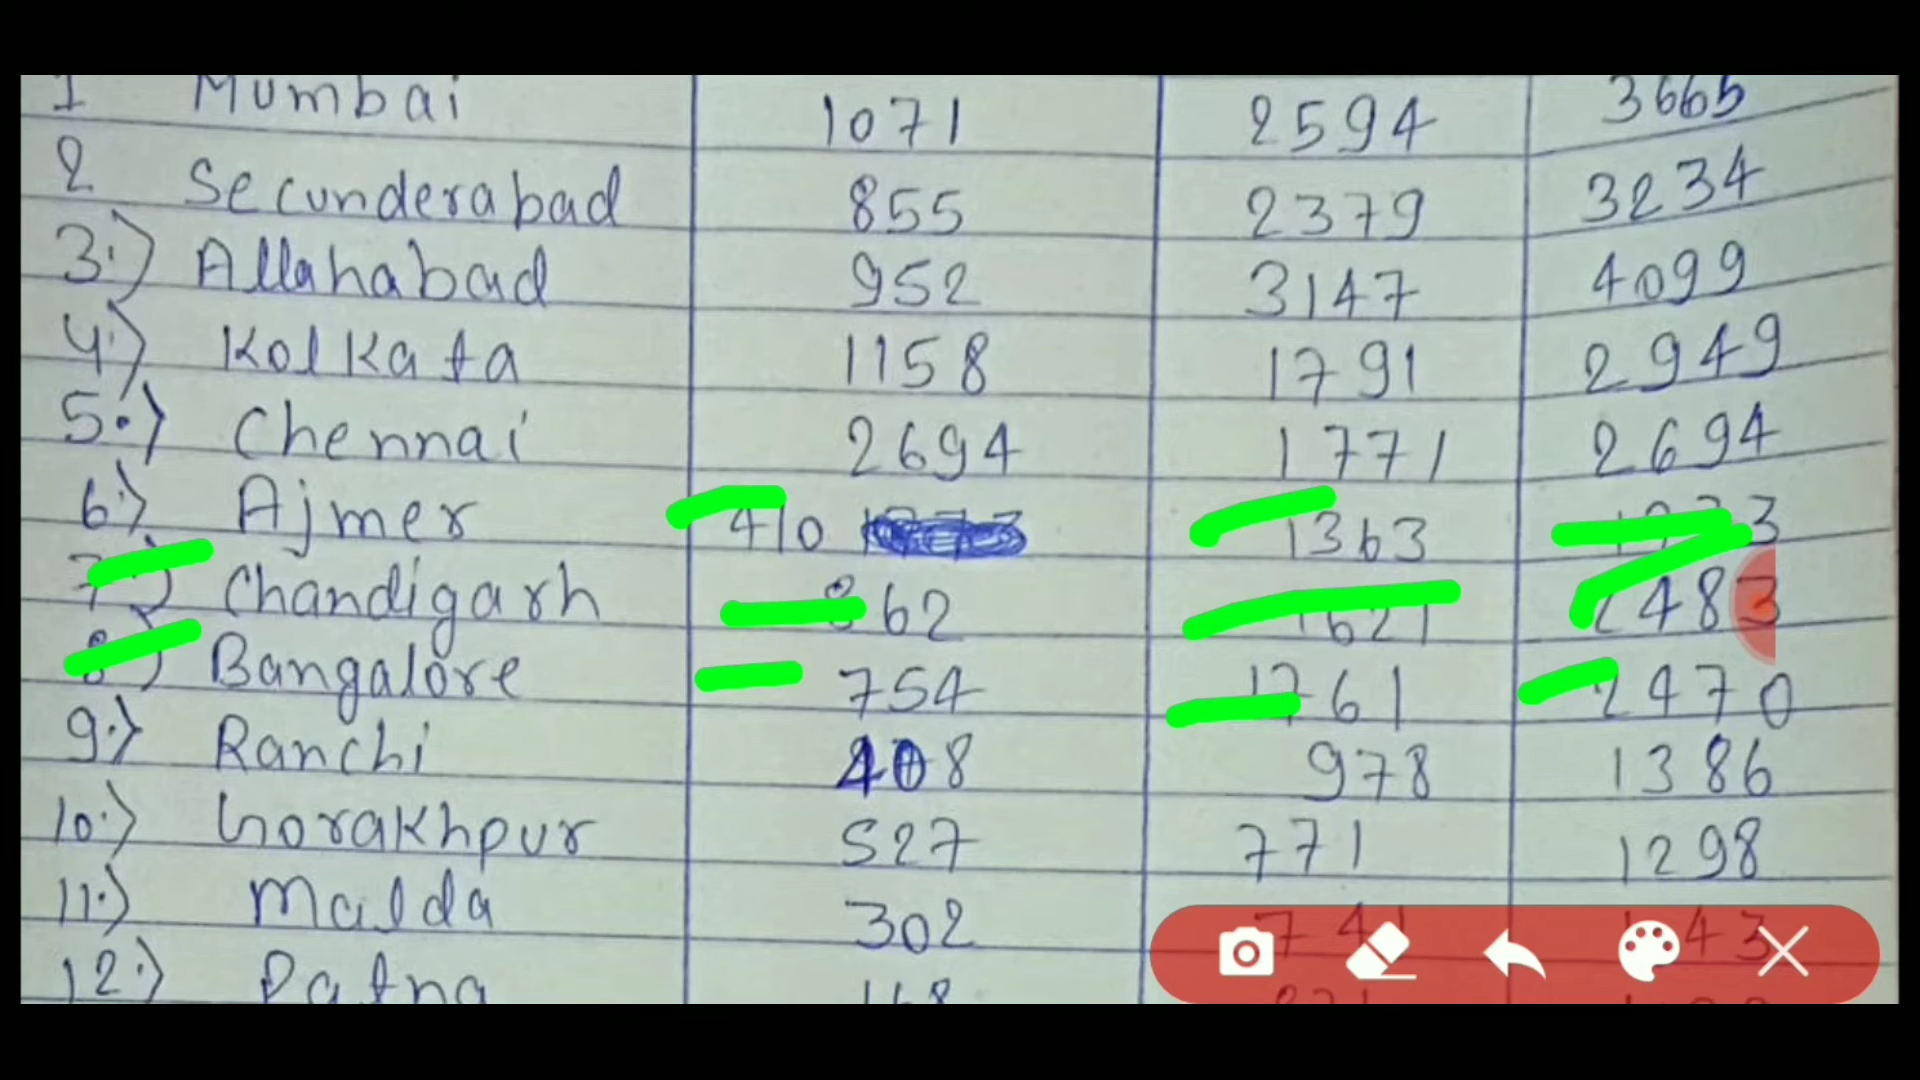 1 Mumbai 1071 2594 3665
2 Secunderabad 855 2379 3234
3.) Allahabad 952 3147 4099
4.) Kolkata 1158 1791 2949
5.) Chennai 2694 1771 2694
6.) Ajmer 410 1363
7.) Chandigarh 862 1621 2483
8.) Bangalore 754 1761 2470
9.) Ranchi 408 978 1386
10.) Gorakhpur 527 771 1298
11.) Malda 302 741
12.) Patna